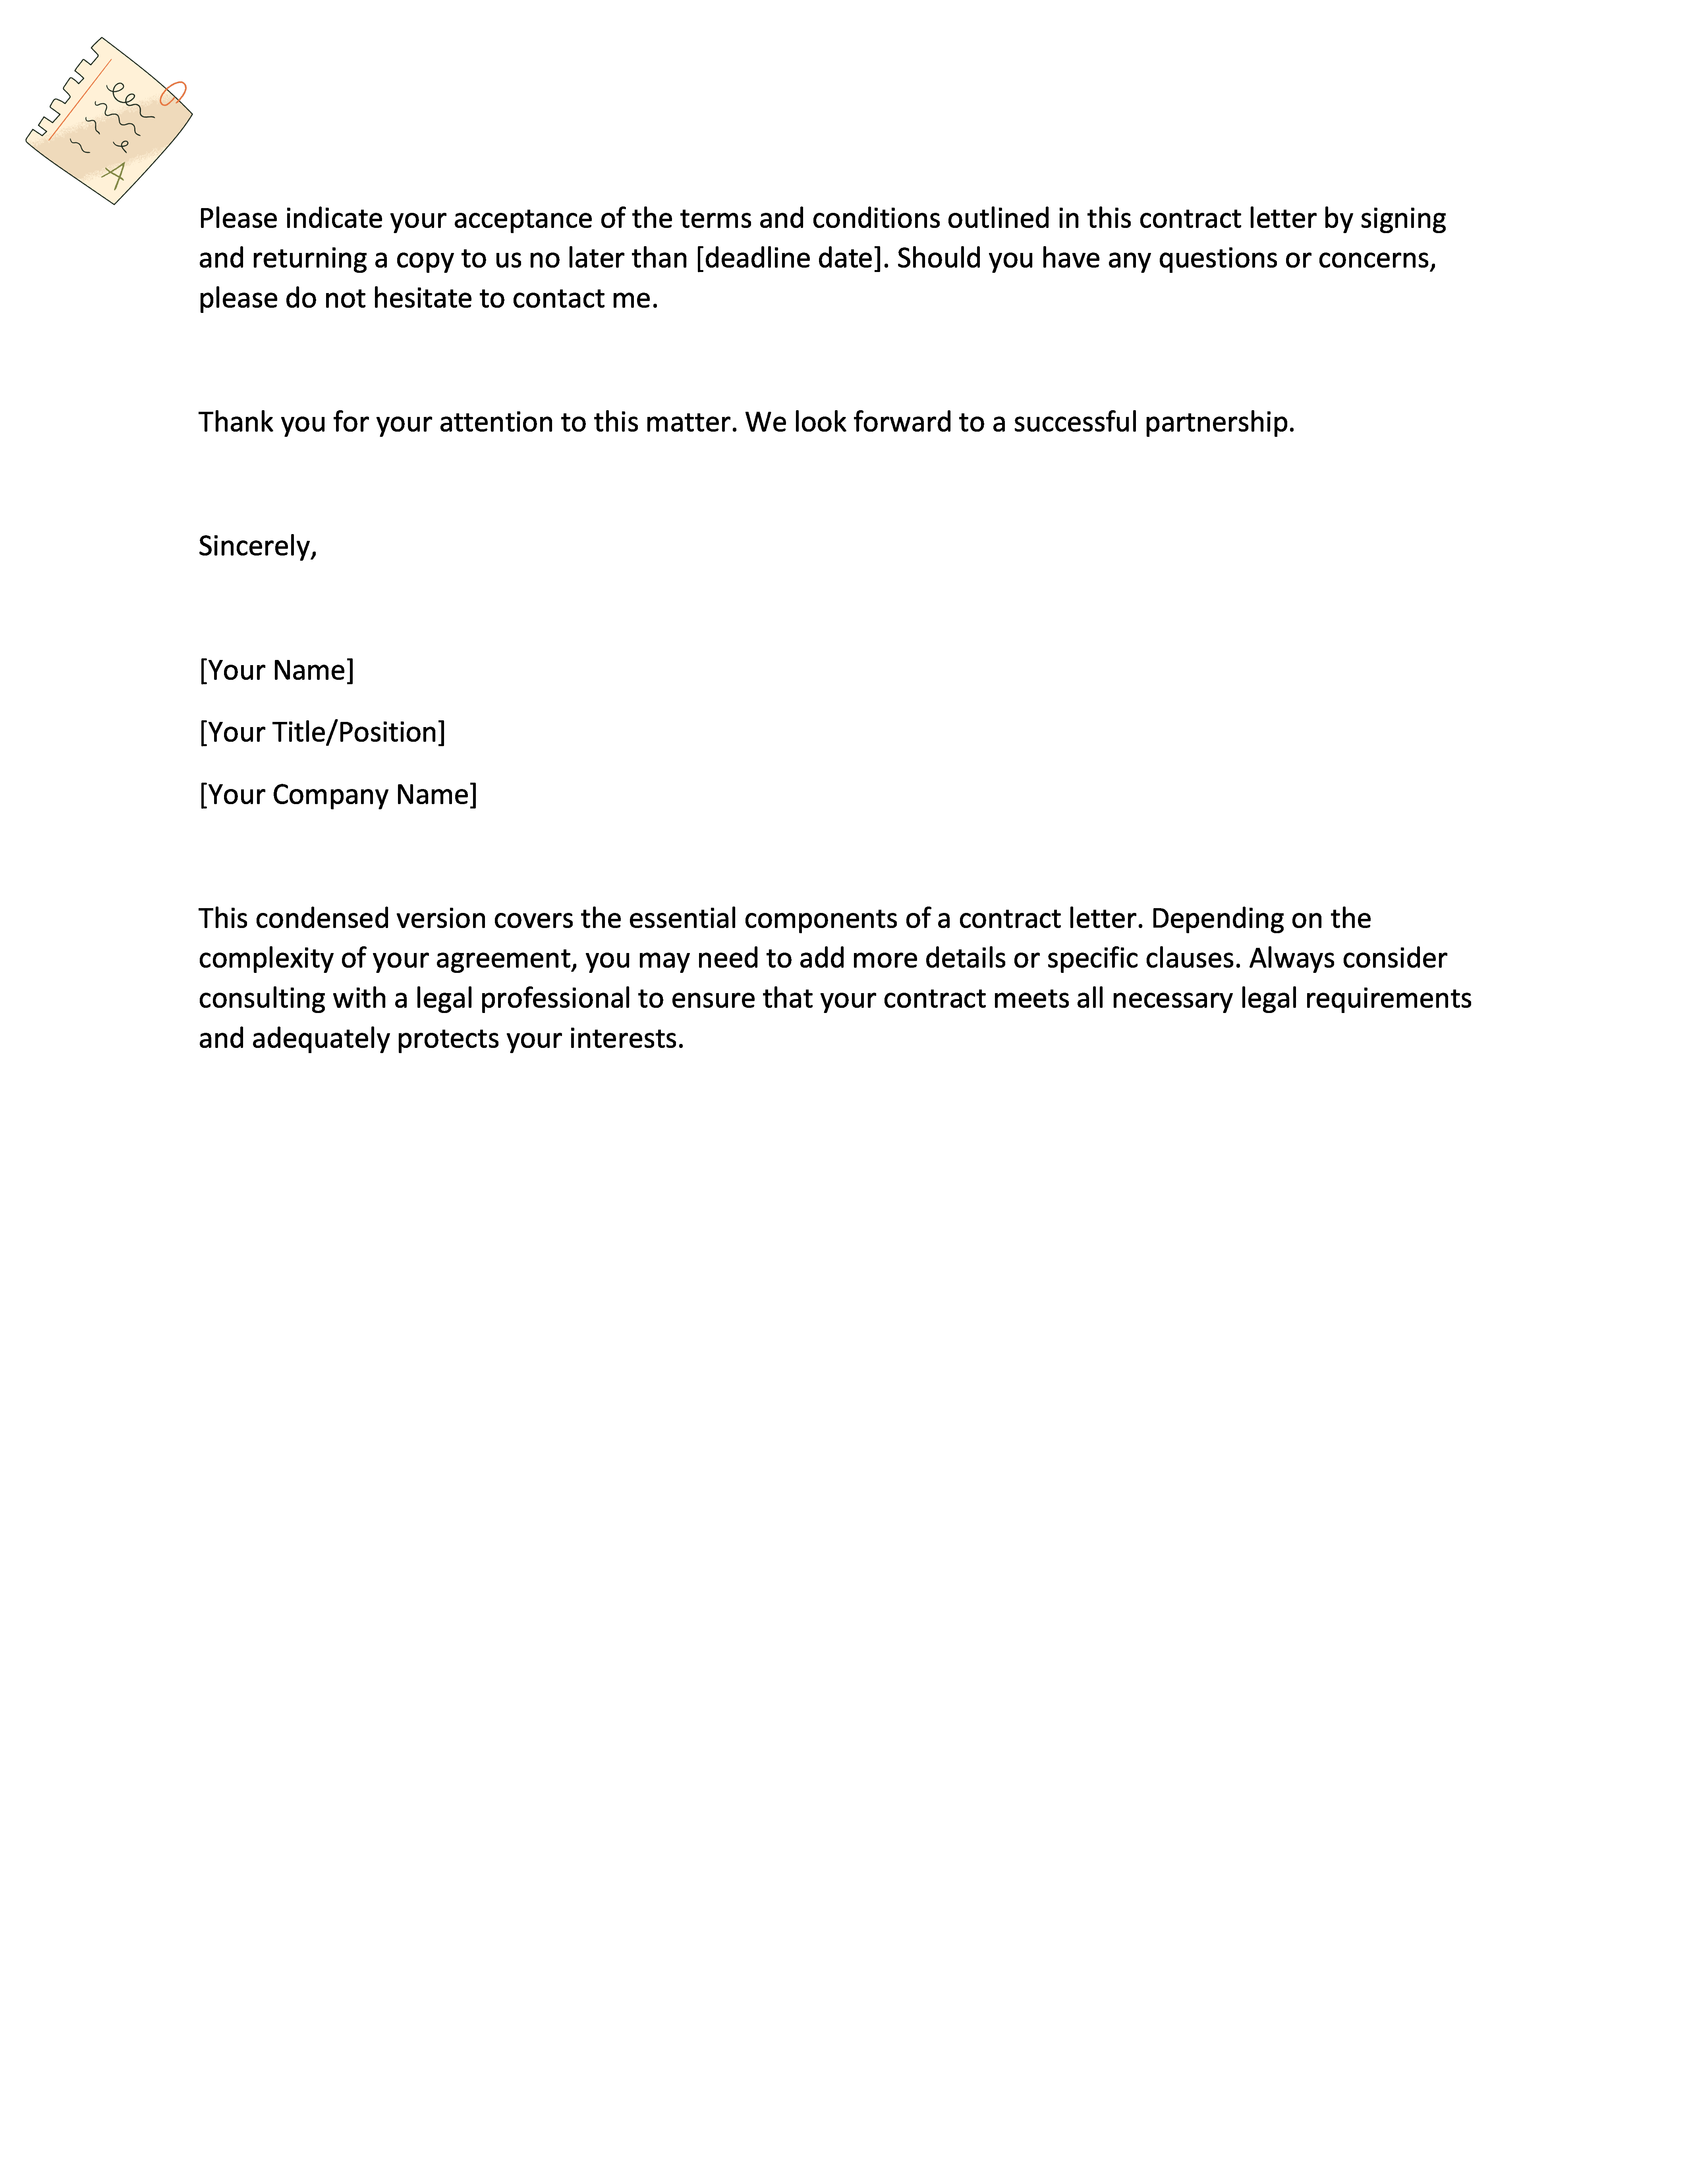 Please indicate your acceptance of the terms and conditions outlined in this contract letter by signing
and returning a copy to us no later than [deadline date]. Should you have any questions or concerns,
please do not hesitate to contact me.
Thank you for your attention to this matter. We look forward to a successful partnership.
Sincerely,
[Your Name]
[Your Title/Position]
[Your Company Name]
This condensed version covers the essential components of a contract letter. Depending on the
complexity of your agreement, you may need to add more details or specific clauses. Always consider
consulting with a legal professional to ensure that your contract meets all necessary legal requirements
and adequately protects your interests.